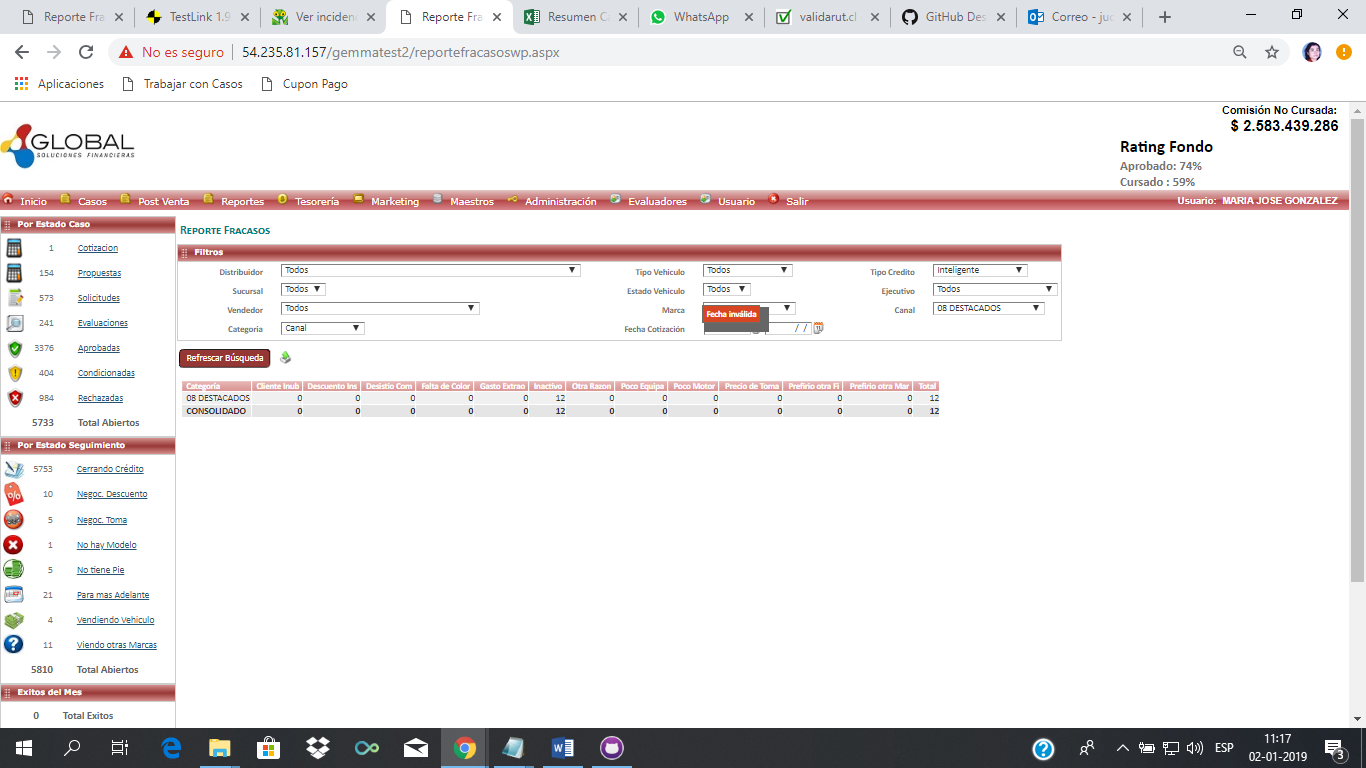 Reporte Fra
TestLink 1.9
Ver inciden
Reporte Fra
Resumen C
WhatsApp
validarut.cl
GitHub Des
Correo - juc
No es seguro
54.235.81.157/gemmatest2/reportefracasoswp.aspx
Aplicaciones
Trabajar con Casos
Cupon Pago
GLOBAL
SOLUCIONES FINANCIERAS
Comisión No Cursada:
$ 2.583.439.286
Rating Fondo
Aprobado: 74%
Cursado : 59%
Inicio Casos Post Venta Reportes Tesorería Marketing Maestros Administración Evaluadores Usuario Salir
Usuario: MARIA JOSE GONZALEZ
Por Estado Caso
1 Cotizacion
154 Propuestas
573 Solicitudes
241 Evaluaciones
3376 Aprobadas
404 Condicionadas
984 Rechazadas
5733 Total Abiertos
Por Estado Seguimiento
5753 Cerrando Crédito
10 Negoc. Descuento
5 Negoc. Toma
1 No hay Modelo
5 No tiene Pie
21 Para mas Adelante
4 Vendiendo Vehiculo
11 Viendo otras Marcas
5810 Total Abiertos
Exitos del Mes
0 Total Exitos
REPORTE FRACASOS
Filtros
Distribuidor Todos Tipo Vehiculo Todos Tipo Credito Inteligente
Sucursal Todos Estado Vehiculo Todos Ejecutivo Todos
Vendedor Todos Marca Canal 08 DESTACADOS
Fecha inválida
Categoria Canal Fecha Cotización / /
Refrescar Búsqueda
Categoría Cliente Inub Descuento Ins Desistio Com Falta de Color Gasto Extrao Inactivo Otra Razon Poco Equipa Poco Motor Precio de Toma Prefirio otra Fi Prefirio otra Mar Total
08 DESTACADOS 0 0 0 0 0 12 0 0 0 0 0 0 12
CONSOLIDADO 0 0 0 0 0 12 0 0 0 0 0 0 12
ESP
11:17
02-01-2019
3